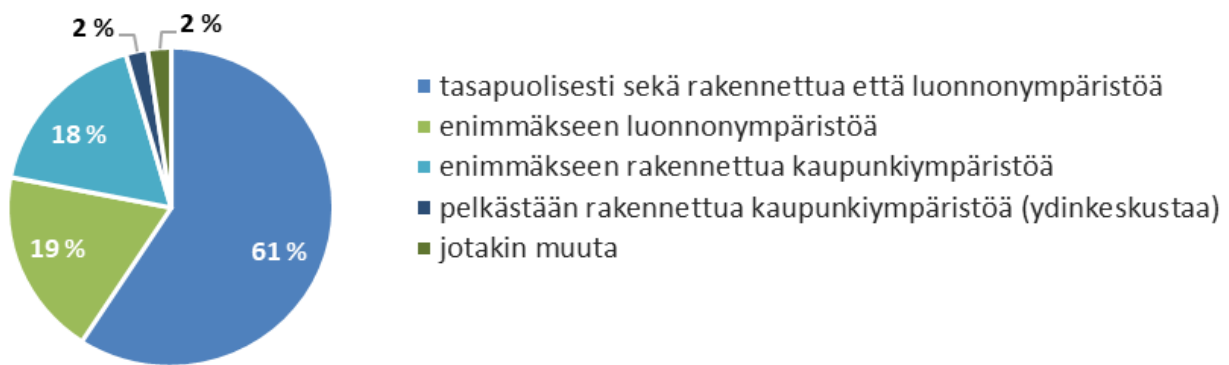 2 %
2 %
18 %
19 %
61 %
tasapuolisesti sekä rakennettua että luonnonympäristöä
enimmäkseen luonnonympäristöä
enimmäkseen rakennettua kaupunkiympäristöä
pelkästään rakennettua kaupunkiympäristöä (ydinkeskustaa)
jotakin muuta